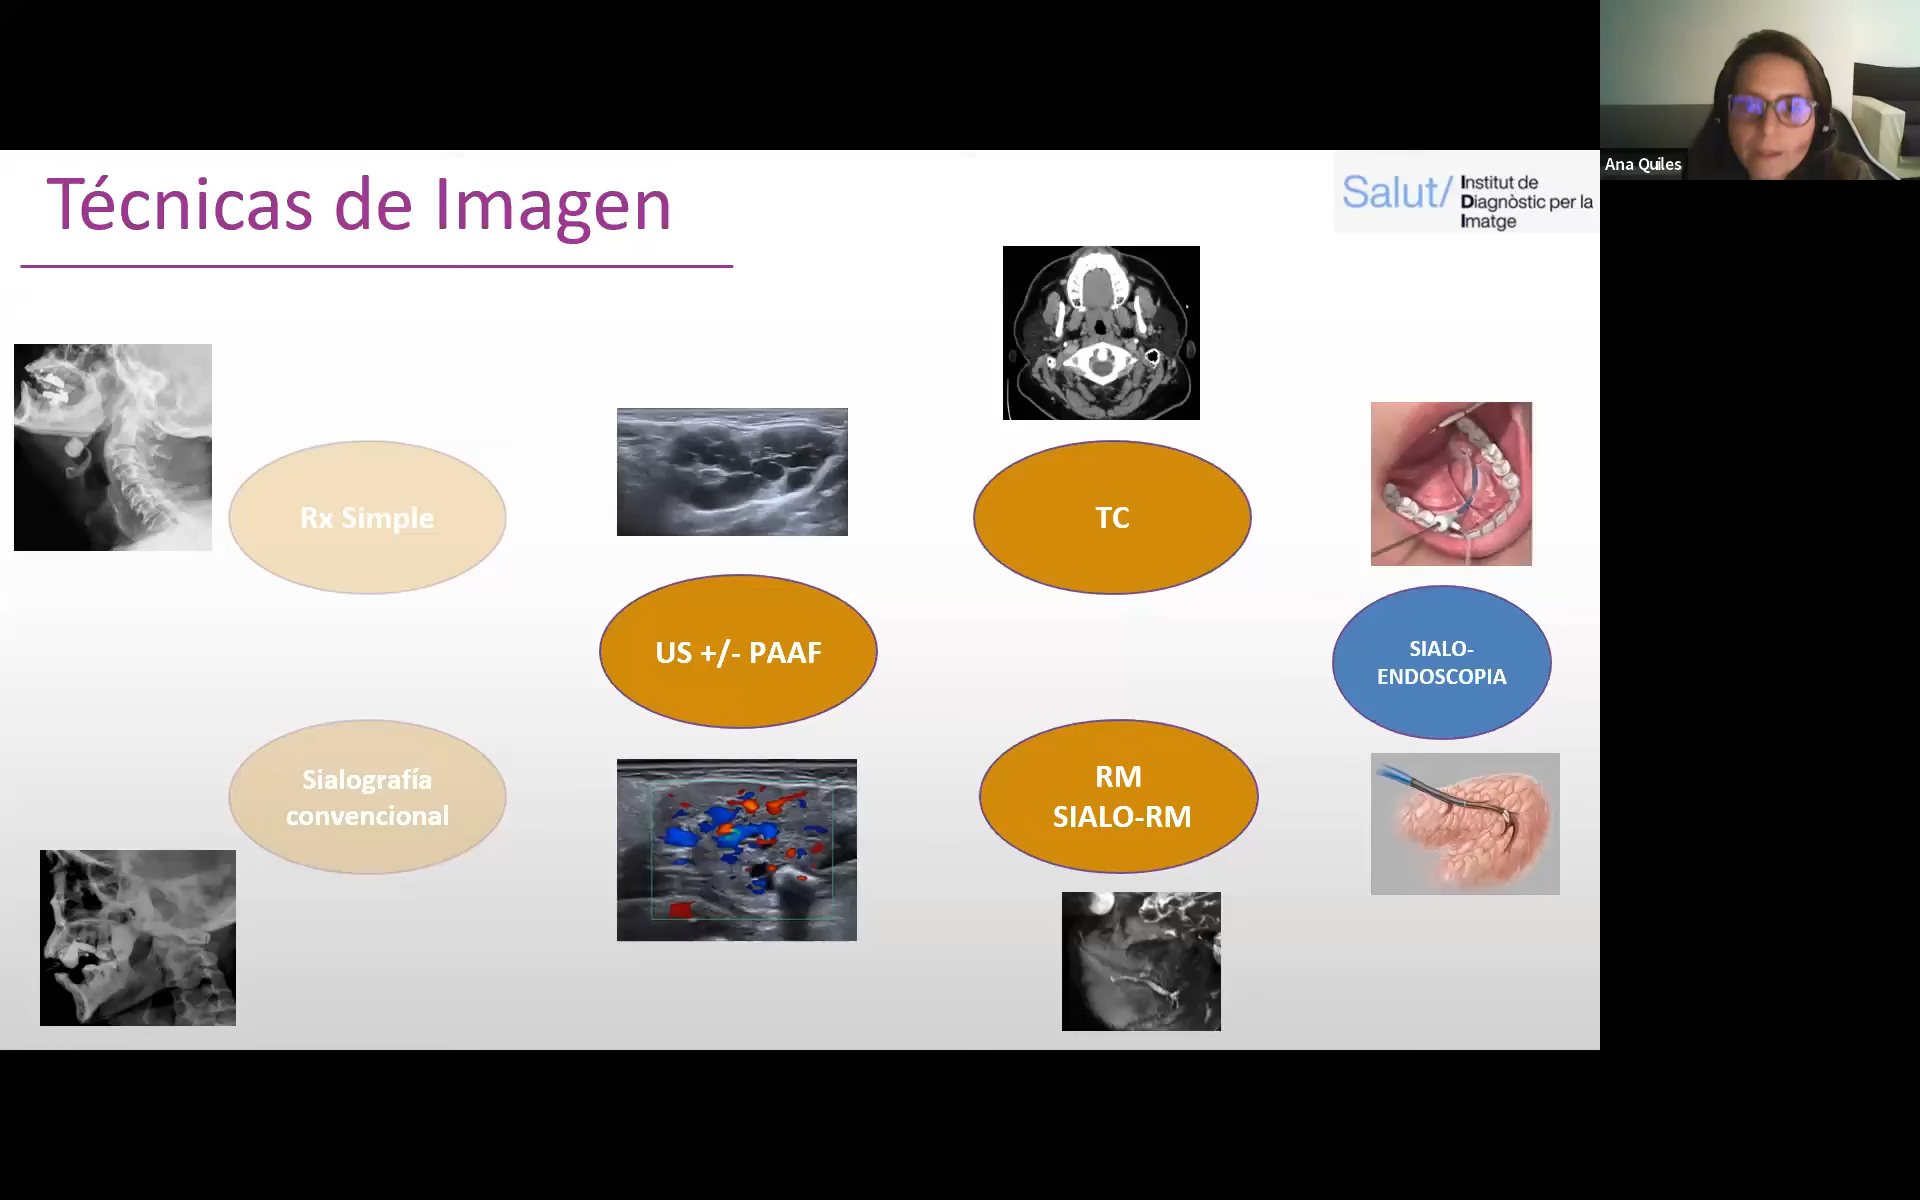 Técnicas de Imagen
Salut/
Institut de
Diagnòstic per la
Imatge
Ana Quiles
Rx Simple
TC
US +/- PAAF
SIALO-
ENDOSCOPIA
Sialografía
convencional
RM
SIALO-RM